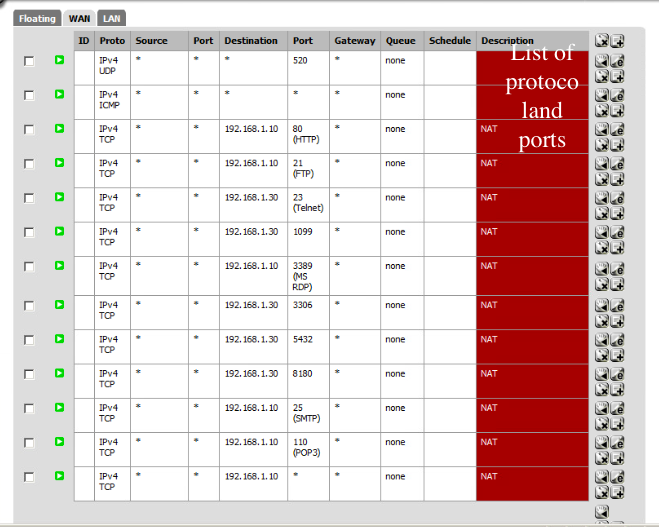 Floating WAN LAN
ID Proto Source Port Destination Port Gateway Queue Schedule Description
List of
protoco
land
ports
IPv4 * * * 520 * none
UDP
IPv4 * * * * * none
ICMP
IPv4 * * 192.168.1.10 80 * none NAT
TCP (HTTP)
IPv4 * * 192.168.1.10 21 * none NAT
TCP (FTP)
IPv4 * * 192.168.1.30 23 * none NAT
TCP (Telnet)
IPv4 * * 192.168.1.30 1099 * none NAT
TCP
IPv4 * * 192.168.1.10 3389 * none NAT
TCP (MS
RDP)
IPv4 * * 192.168.1.30 3306 * none NAT
TCP
IPv4 * * 192.168.1.30 5432 * none NAT
TCP
IPv4 * * 192.168.1.30 8180 * none NAT
TCP
IPv4 * * 192.168.1.10 25 * none NAT
TCP (SMTP)
IPv4 * * 192.168.1.10 110 * none NAT
TCP (POP3)
IPv4 * * 192.168.1.10 * * none NAT
TCP